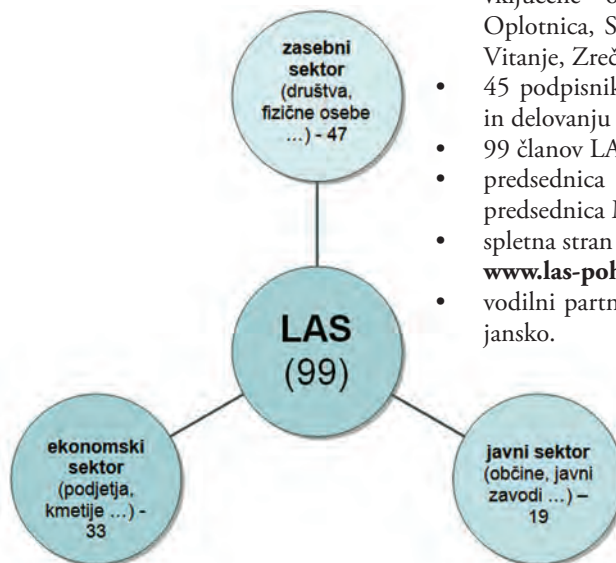 zasebni
sektor
(društva,
fizične osebe
...) - 47
LAS
(99)
ekonomski
sektor
(podjetja,
kmetije ...) -
33
javni sektor
(občine, javni
zavodi ...) –
19
Oplotnica, S
Vitanje, Zreč
• 45 podpisnik
in delovanju
• 99 članov LA
• predsednica
predsednica
• spletna stran
www.las-poh
• vodilni partn
jansko.